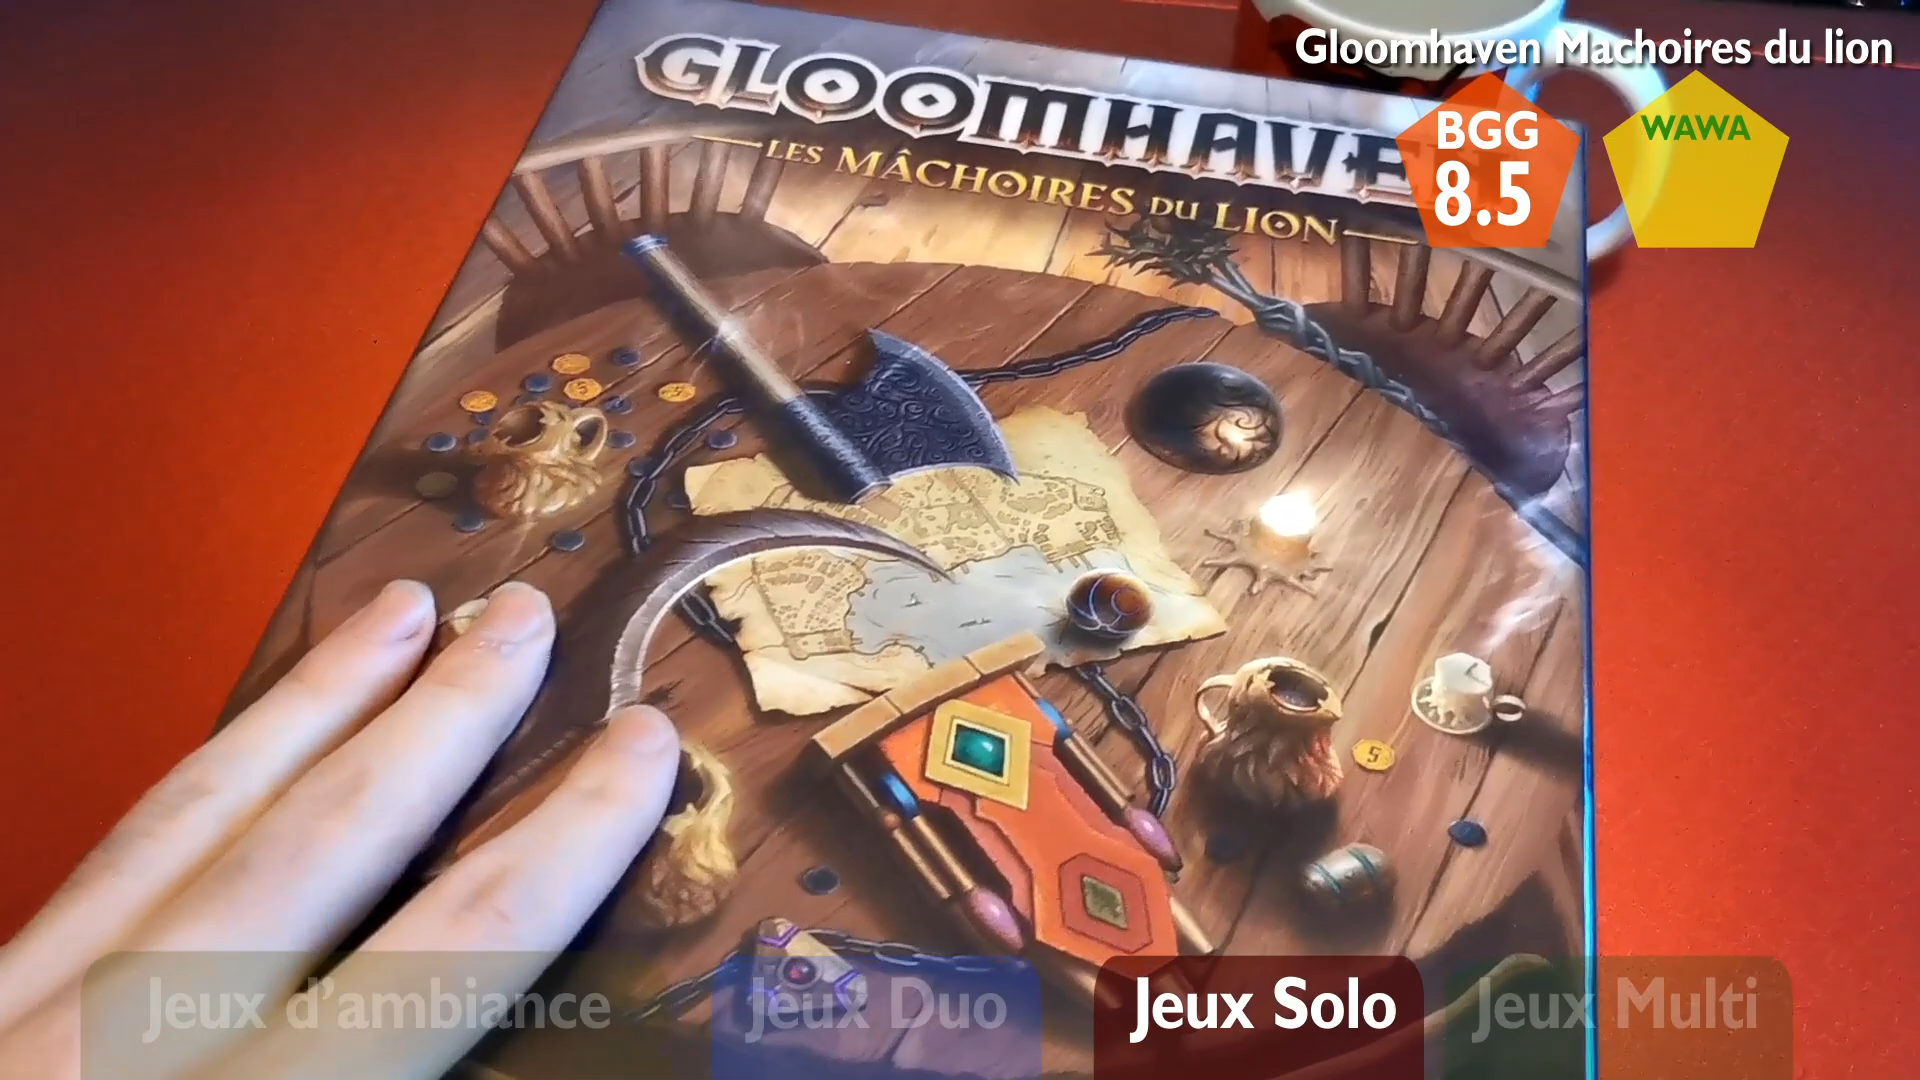 Gloomhaven Machoires du lion
BGG
8.5
WAWA
GLOOMHAVEN
LES MÂCHOIRES DU LION
5
Jeux d'ambiance
Jeux Duo
Jeux Solo
Jeux Multi